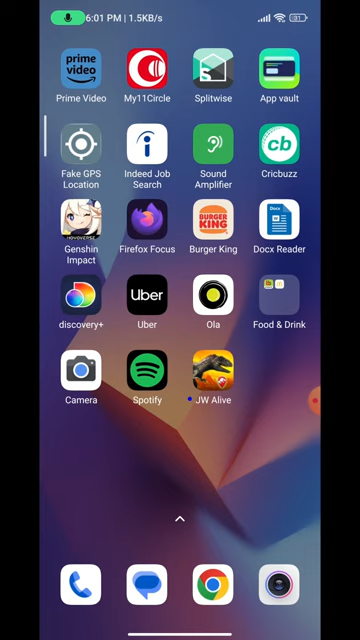 6:01 PM | 1.5KB/s
31
prime
video
Prime Video
My11Circle
Splitwise
App vault
cb
Fake GPS
Location
Indeed Job
Search
Sound
Amplifier
Cricbuzz
HOYOVERSE
BURGER
KING
Docx
Genshin
Impact
Firefox Focus
Burger King
Docx Reader
Uber
discovery+
Uber
Ola
Food & Drink
Camera
Spotify
JW Alive